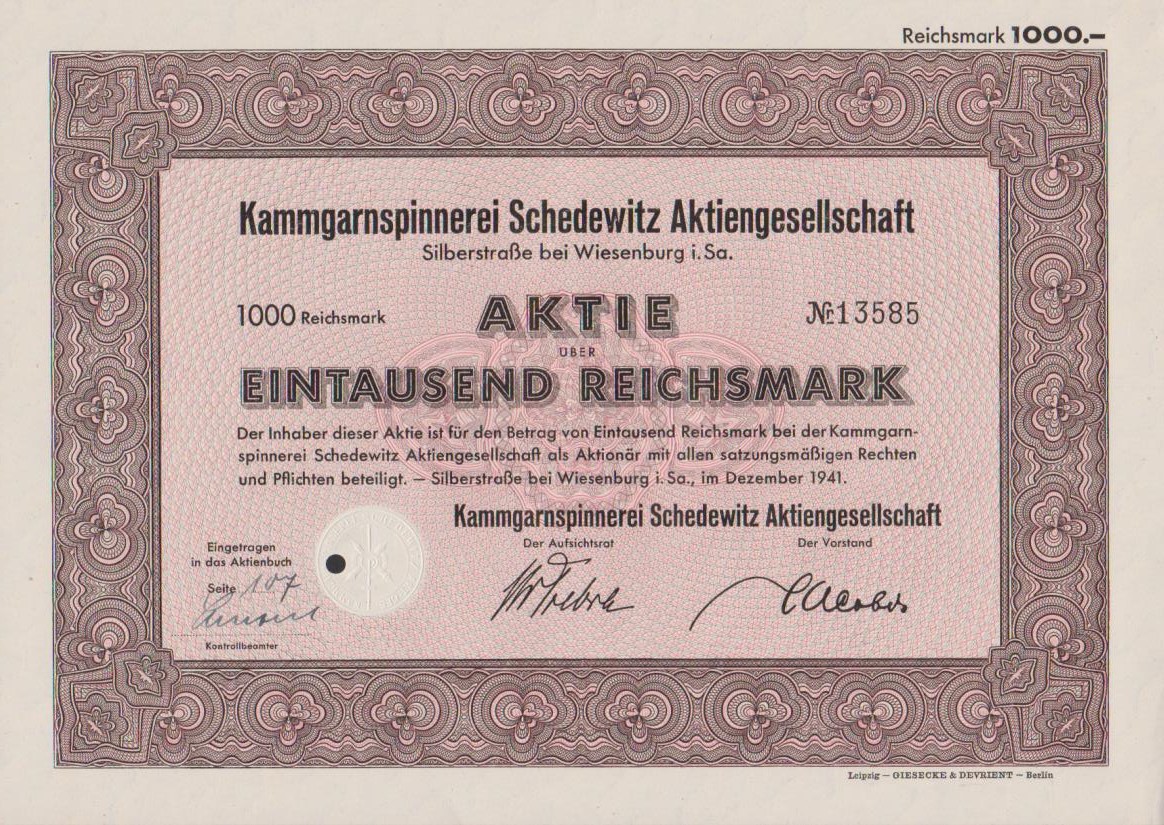 Reichsmark 1000.—
Kammgarnspinnerei Schedewitz Aktiengesellschaft
Silberstraße bei Wiesenburg i. Sa.
1000 Reichsmark AKTIE № 13585
ÜBER
EINTAUSEND REICHSMARK
Der Inhaber dieser Aktie ist für den Betrag von Eintausend Reichsmark bei der Kammgarn-
spinnerei Schedewitz Aktiengesellschaft als Aktionär mit allen satzungsmäßigen Rechten
und Pflichten beteiligt. — Silberstraße bei Wiesenburg i. Sa., im Dezember 1941.
Kammgarnspinnerei Schedewitz Aktiengesellschaft
Der Aufsichtsrat Der Vorstand
Eingetragen
in das Aktienbuch
Seite 107
Kontrollbeamter
Leipzig — GIESECKE & DEVRIENT — Berlin